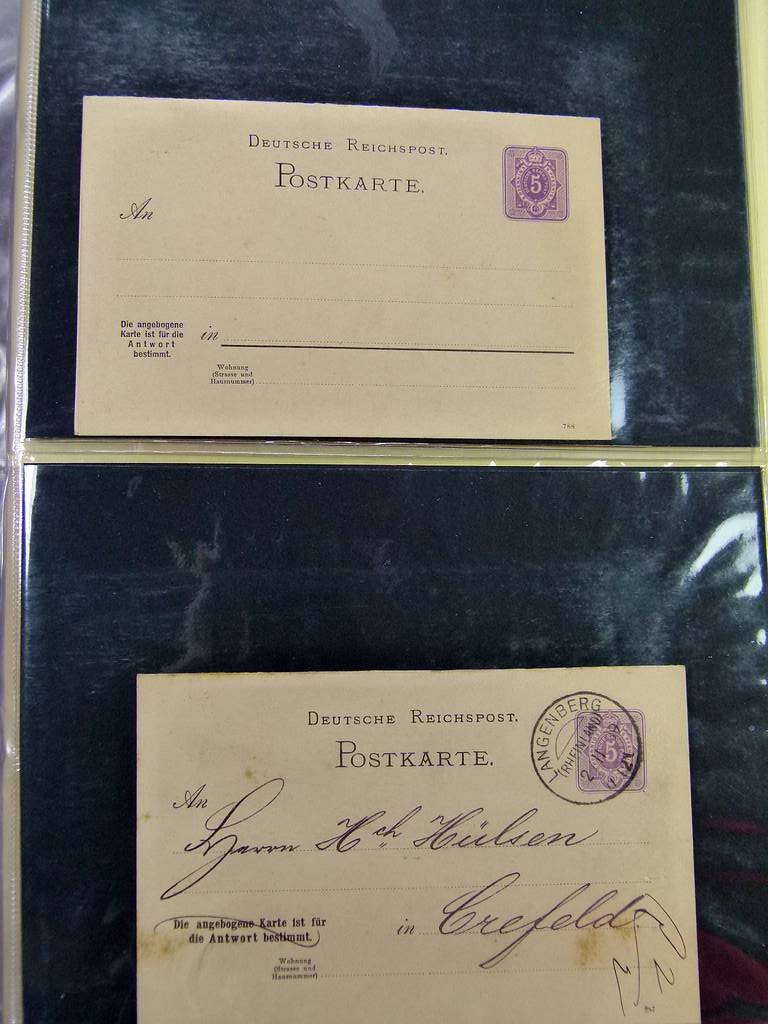 DEUTSCHE REICHSPOST.
POSTKARTE.
5
An
Die angebogene
Karte ist für die
Antwort
bestimmt.
in
Wohnung
(Strasse und
Hausnummer)
788
DEUTSCHE REICHSPOST.
POSTKARTE.
LANGENBERG
(RHEINLAND)
5
An
Herrn Hch Hülsen
Die angebogene Karte ist für
die Antwort bestimmt.
in Crefeld
Wohnung
(Strasse und
Hausnummer)